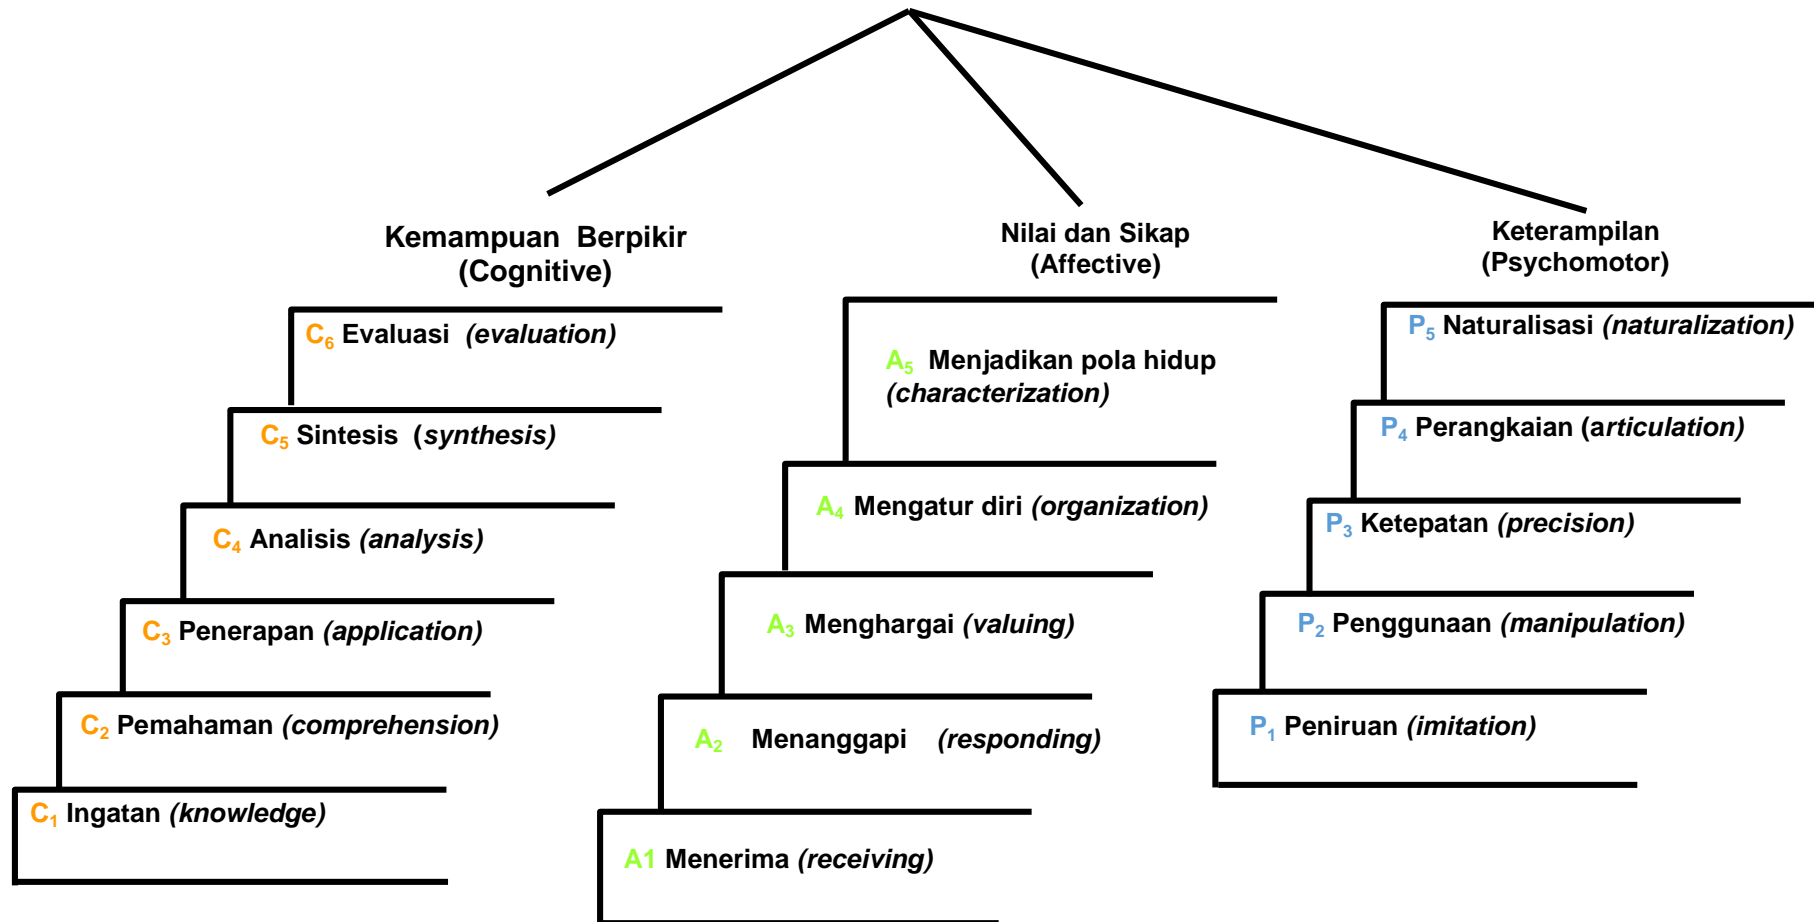 Kemampuan Berpikir
(Cognitive)
C6 Evaluasi (evaluation)
C5 Sintesis (synthesis)
C4 Analisis (analysis)
C3 Penerapan (application)
C2 Pemahaman (comprehension)
C1 Ingatan (knowledge)
Nilai dan Sikap
(Affective)
A5 Menjadikan pola hidup
(characterization)
A4 Mengatur diri (organization)
A3 Menghargai (valuing)
A2 Menanggapi (responding)
A1 Menerima (receiving)
Keterampilan
(Psychomotor)
P5 Naturalisasi (naturalization)
P4 Perangkaian (articulation)
P3 Ketepatan (precision)
P2 Penggunaan (manipulation)
P1 Peniruan (imitation)